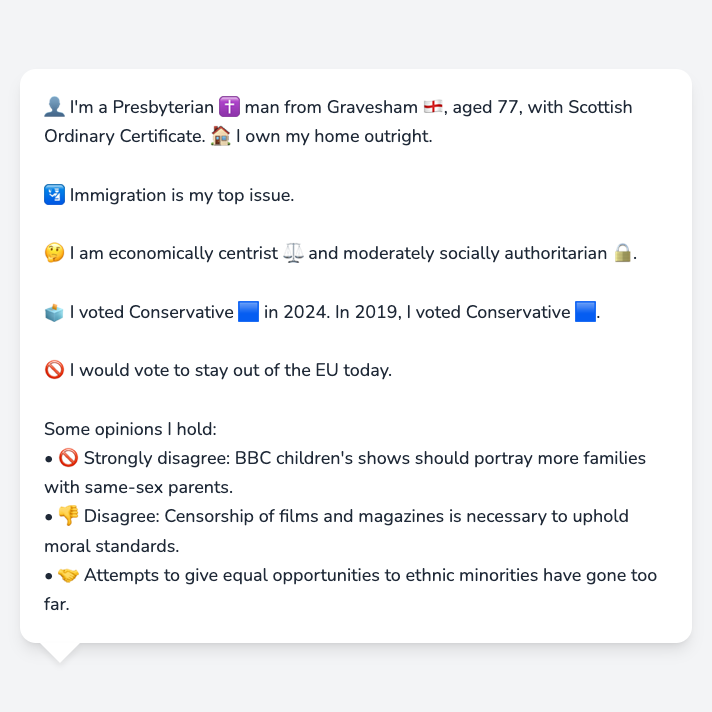 👤 I'm a Presbyterian ✝️ man from Gravesham 🏴󠁧󠁢󠁥󠁮󠁧󠁿, aged 77, with Scottish
Ordinary Certificate. 🏠 I own my home outright.
🛂 Immigration is my top issue.
🤔 I am economically centrist ⚖️ and moderately socially authoritarian 🔒.
🗳️ I voted Conservative 🟦 in 2024. In 2019, I voted Conservative 🟦.
🚫 I would vote to stay out of the EU today.
Some opinions I hold:
• 🚫 Strongly disagree: BBC children's shows should portray more families
with same-sex parents.
• 👎 Disagree: Censorship of films and magazines is necessary to uphold
moral standards.
• 🤝 Attempts to give equal opportunities to ethnic minorities have gone too
far.